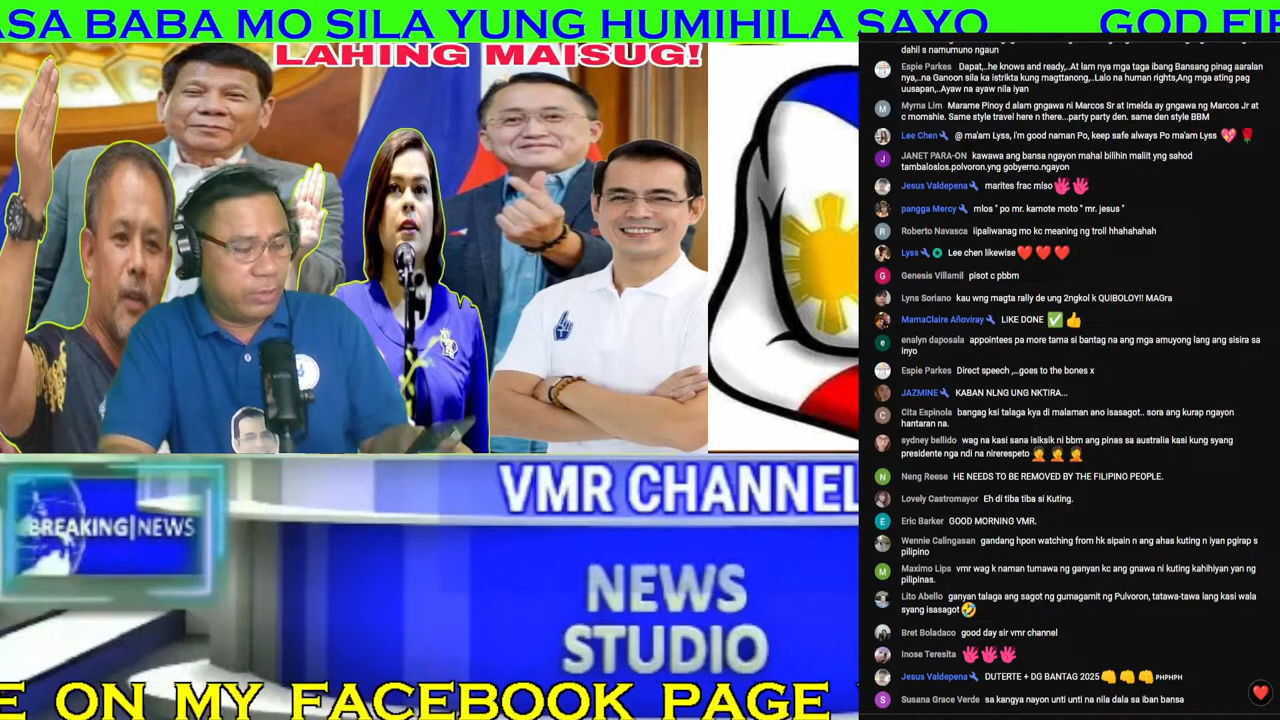 ASA BABA MO SILA YUNG HUMIHILA SAYO GOD FI
LAHING MAISUG!
dahil s namumuno ngaun
Espie Parkes Dapat,..he knows and ready,..At lam nya mga taga ibang Bansang pinag aaralan
nya,..na Ganoon sila ka istrikta kung magttanong,..Lalo na human rights,Ang mga ating pag
uusapan,..Ayaw na ayaw nila iyan
Myrna Lim Marame Pinoy d alam gngawa ni Marcos Sr at Imelda ay gngawa ng Marcos Jr at
c momshie. Same style travel here n there...party party den. same den style BBM
Lee Chen @ ma'am Lyss, i'm good naman Po, keep safe always Po ma'am Lyss 💖 🌹
JANET PARA-ON kawawa ang bansa ngayon mahal bilihin maliit yng sahod
tambaloslos.polvoron.yng gobyerno.ngayon
Jesus Valdepena marites frac mlso
pangga Mercy mlos " po mr. kamote moto " mr. jesus "
Roberto Navasca iipaliwanag mo kc meaning ng troll hhahahahah
Lyss Lee chen likewise❤️❤️❤️
Genesis Villamil pisot c pbbm
Lyns Soriano kau wng magta rally de ung 2ngkol k QUIBOLOY!! MAGra
MamaClaire Añoviray LIKE DONE ✅👍
enalyn daposala appointees pa more tama si bantag na ang mga amuyong lang ang sisira sa
inyo
Espie Parkes Direct speech ,...goes to the bones x
JAZMINE KABAN NLNG UNG NKTIRA...
Cita Espinola bangag ksi talaga kya di malaman ano isasagot.. sora ang kurap ngayon
hantaran na.
sydney bellido wag na kasi sana isiksik ni bbm ang pinas sa australia kasi kung syang
presidente nga ndi na nirerespeto 🤦🤦🤦
Neng Reese HE NEEDS TO BE REMOVED BY THE FILIPINO PEOPLE.
Lovely Castromayor Eh di tiba tiba si Kuting.
Eric Barker GOOD MORNING VMR.
Wennie Calingasan gandang hpon watching from hk sipain n ang ahas kuting n iyan pgirap s
pilipino
Maximo Lips vmr wag k naman tumawa ng ganyan kc ang gnawa ni kuting kahihiyan yan ng
pilipinas.
Lito Abello ganyan talaga ang sagot ng gumagamit ng Pulvoron, tatawa-tawa lang kasi wala
syang isasagot🤣
Bret Boladaco good day sir vmr channel
Inose Teresita
Jesus Valdepena DUTERTE + DG BANTAG 2025👊👊👊PHPHPH
Susana Grace Verde sa kangya nayon unti unti na nila dala sa iban bansa
VMR CHANNEL
BREAKING|NEWS
NEWS
STUDIO
E ON MY FACEBOOK PAGE